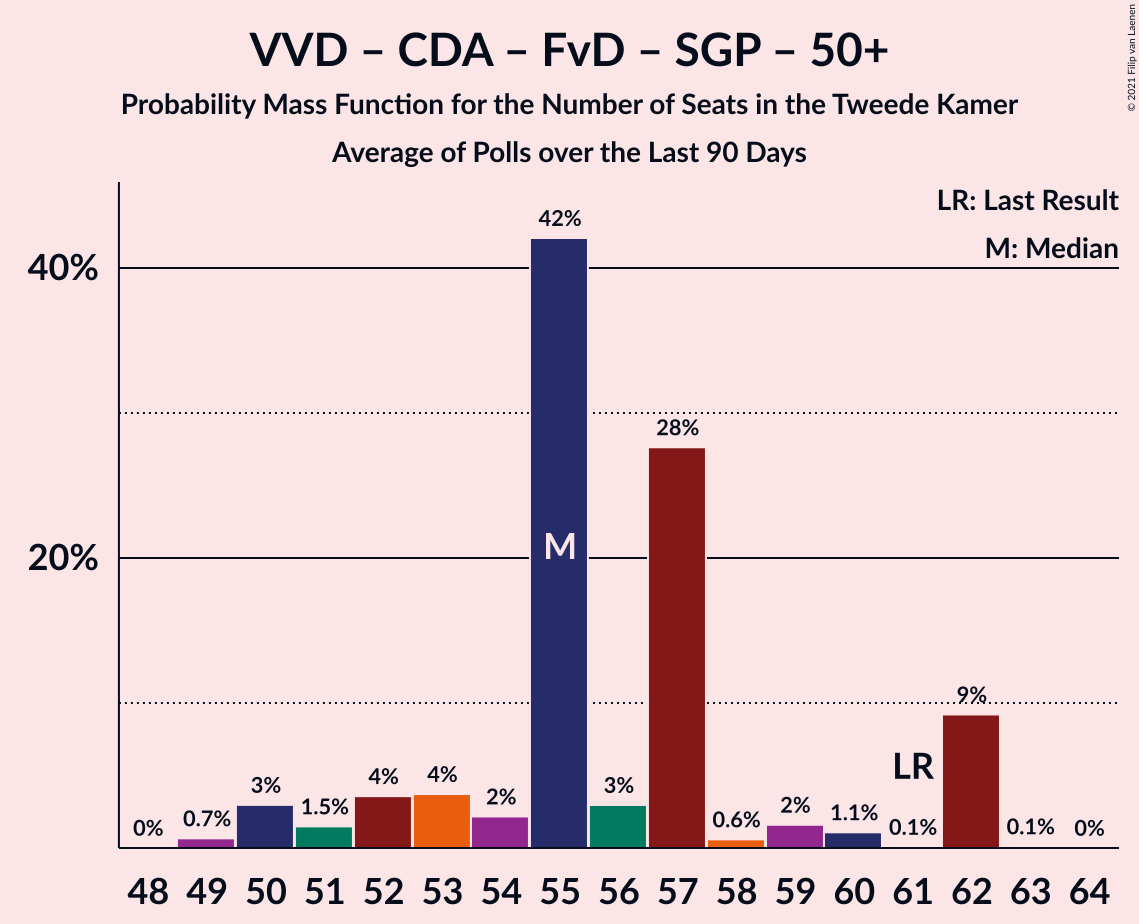 VVD – CDA – FvD – SGP – 50+
Probability Mass Function for the Number of Seats in the Tweede Kamer
Average of Polls over the Last 90 Days
© 2021 Filip van Laenen
LR: Last Result
M: Median
40%
20%
0% 0.7% 3% 1.5% 4% 4% 2% 42% 3% 28% 0.6% 2% 1.1% 0.1% 9% 0.1% 0%
M
LR
48 49 50 51 52 53 54 55 56 57 58 59 60 61 62 63 64